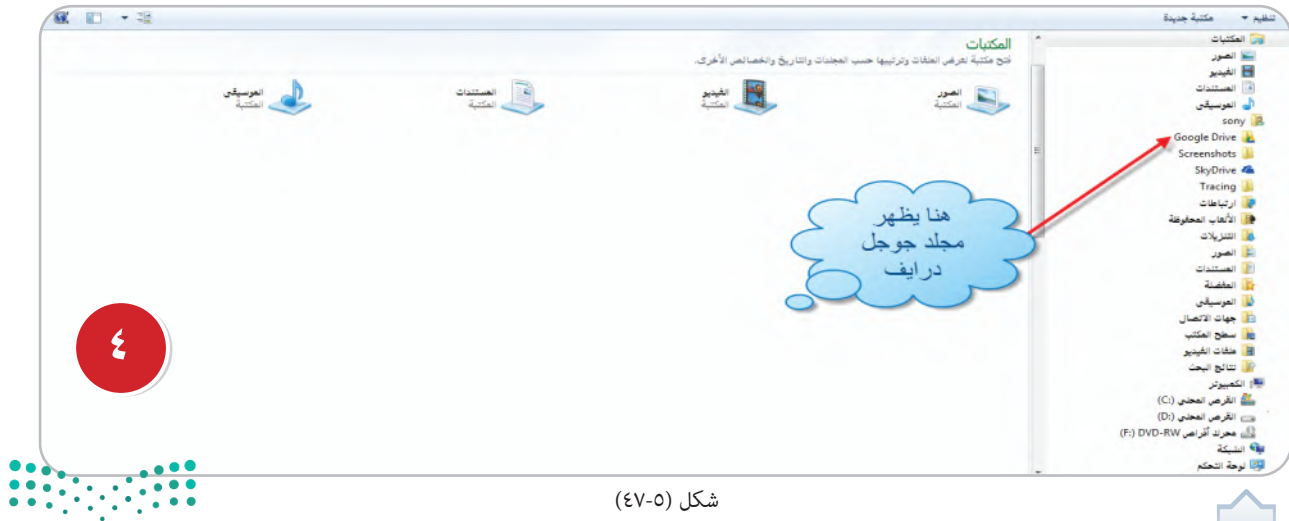 تنظيم
مكتبة جديدة
المكتبات
الصور
الفيديو
المستندات
الموسيقى
sony
Google Drive
Screenshots
SkyDrive
Tracing
ارتباطات
الألعاب المحفوظة
التنزيلات
الصور
المستندات
المفضلة
الموسيقى
جهات الاتصال
سطح المكتب
ملفات الفيديو
نتائج البحث
الكمبيوتر
القرص المحلي (C:)
القرص المحلي (D:)
محرك أقراص DVD-RW (F:)
الشبكة
لوحة التحكم
المكتبات
فتح مكتبة لعرض الملفات وترتيبها حسب المجلدات والتاريخ والخصائص الأخرى.
الصور
المكتبة
الفيديو
المكتبة
المستندات
المكتبة
الموسيقى
المكتبة
هنا يظهر
مجلد جوجل
درايف
٤
شكل (٥-٤٧)